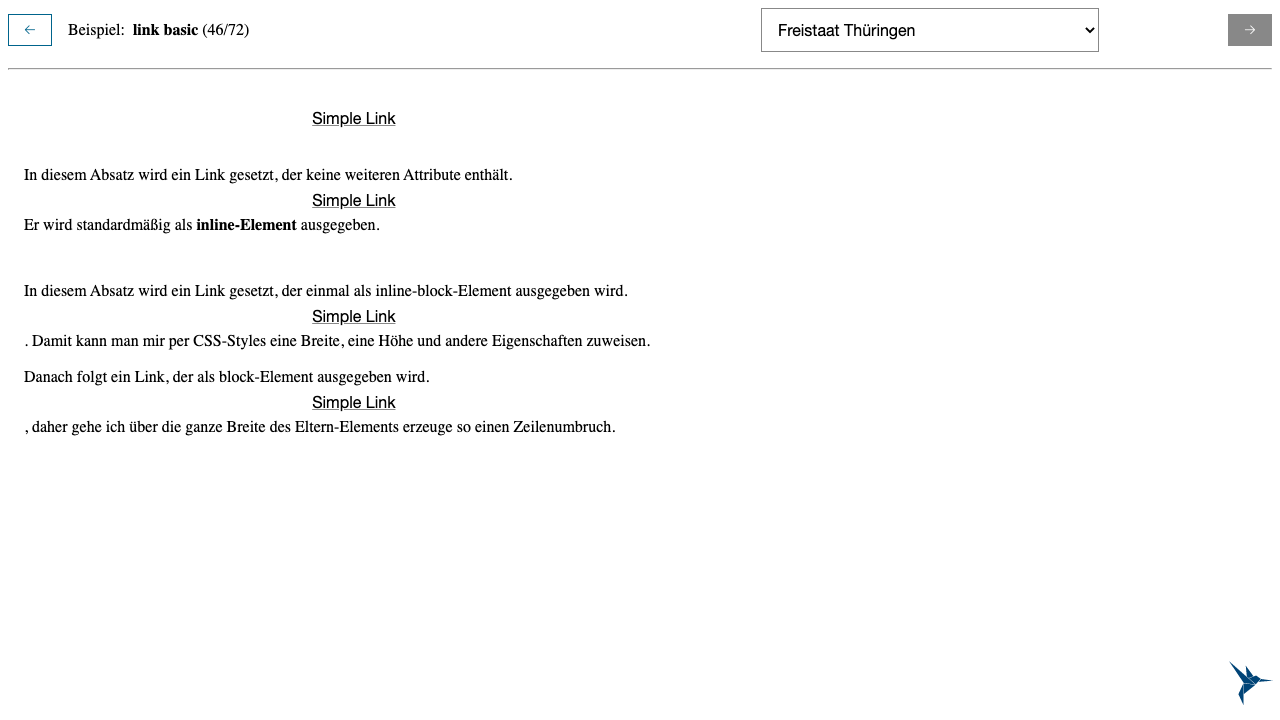 ← Beispiel: link basic (46/72) Freistaat Thüringen →
Simple Link
In diesem Absatz wird ein Link gesetzt, der keine weiteren Attribute enthält.
Simple Link
Er wird standardmäßig als inline-Element ausgegeben.
In diesem Absatz wird ein Link gesetzt, der einmal als inline-block-Element ausgegeben wird.
Simple Link
. Damit kann man mir per CSS-Styles eine Breite, eine Höhe und andere Eigenschaften zuweisen.
Danach folgt ein Link, der als block-Element ausgegeben wird.
Simple Link
, daher gehe ich über die ganze Breite des Eltern-Elements erzeuge so einen Zeilenumbruch.